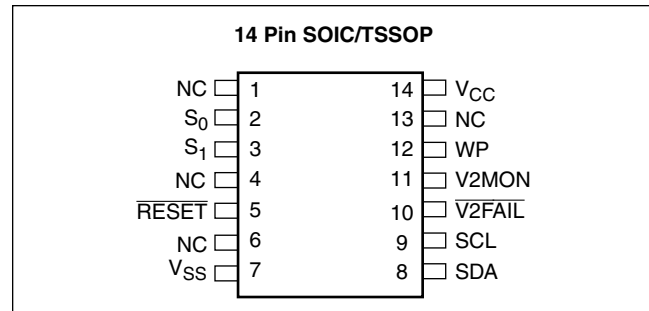 14 Pin SOIC/TSSOP
NC 1 14 VCC
S0 2 13 NC
S1 3 12 WP
NC 4 11 V2MON
RESET 5 10 V2FAIL
NC 6 9 SCL
VSS 7 8 SDA